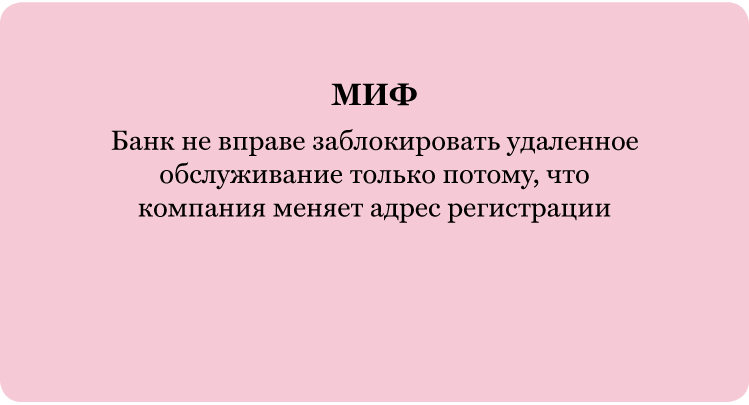 МИФ
Банк не вправе заблокировать удаленное
обслуживание только потому, что
компания меняет адрес регистрации